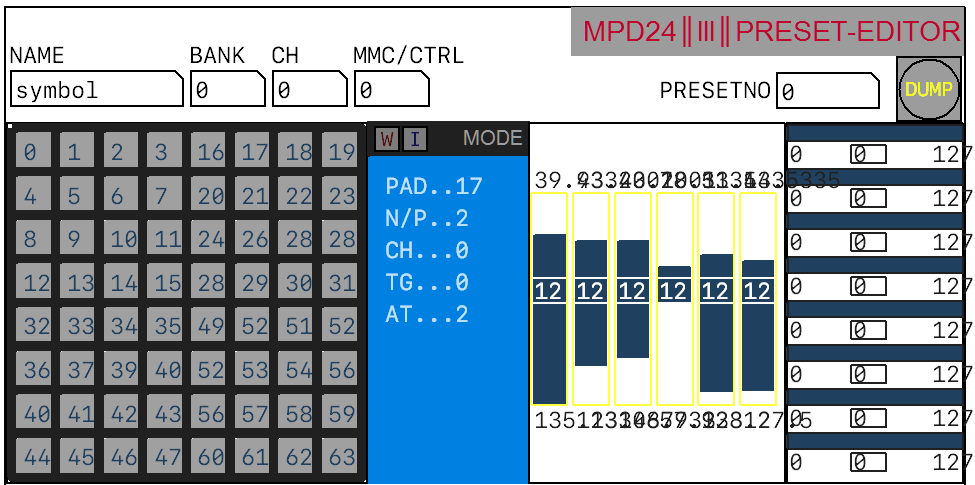 MPD24║III║PRESET-EDITOR
NAME BANK CH MMC/CTRL
symbol 0 0 0
PRESETNO 0 DUMP
0 1 2 3 16 17 18 19
4 5 6 7 20 21 22 23
8 9 10 11 24 26 28 28
12 13 14 15 28 29 30 31
32 33 34 35 49 52 51 52
36 37 39 40 52 53 54 56
40 41 42 43 56 57 58 59
44 45 46 47 60 61 62 63
W I MODE
PAD..17
N/P..2
CH...0
TG...0
AT...2
12 12 12 12 12 12
0 0 127
0 0 127
0 0 127
0 0 127
0 0 127
0 0 127
0 0 127
0 0 127